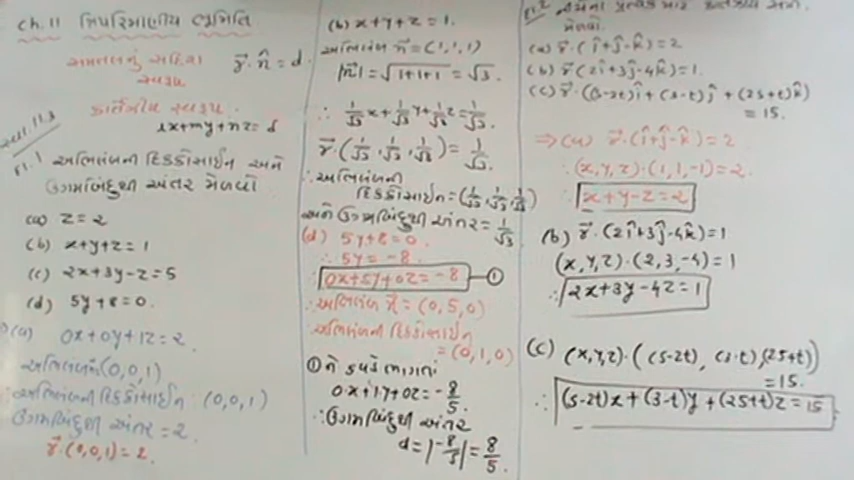 Ch.11 ત્રિપરિમાણીય ભૂમિતિ
સમતલનું સદિશ
સ્વરૂપ
r⃗·n̂ = d.
કાર્તેઝીય સ્વરૂપ.
lx+my+nz = d
સ્વા. 11.3
પ્ર.1 અભિલંબની દિક્કોસાઈન અને
ઉગમબિંદુથી અંતર મેળવો
(a) z = 2
(b) x+y+z = 1
(c) 2x+3y-z = 5
(d) 5y+8 = 0.
(a) 0x+0y+1z = 2
અભિલંબ (0,0,1)
અભિલંબની દિક્કોસાઈન (0,0,1)
ઉગમબિંદુથી અંતર = 2.
r⃗·(0,0,1) = 2.
(b) x+y+z = 1.
અભિલંબ n⃗ = (1,1,1)
|n⃗| = √1+1+1 = √3.
∴ 1/√3 x + 1/√3 y + 1/√3 z = 1/√3.
r⃗·(1/√3, 1/√3, 1/√3) = 1/√3.
∴ અભિલંબની
દિક્કોસાઈન = (1/√3, 1/√3, 1/√3)
અને ઉગમબિંદુથી અંતર = 1/√3
(d) 5y+8 = 0.
∴ 5y = -8
∴ 0x+5y+0z = -8 — ①
∴ અભિલંબ n⃗ = (0,5,0)
અભિલંબની દિક્કોસાઈન
= (0,1,0)
① ને 5 વડે ભાગતાં
0·x+1y+0z = -8/5.
∴ ઉગમબિંદુથી અંતર
d = |-8/5| = 8/5.
પ્ર.2 નીચેના પ્રત્યેક માટે
મેળવો.
(a) r⃗·(î+ĵ-k̂) = 2
(b) r⃗(2î+3ĵ-4k̂) = 1.
(c) r⃗·(s-2t)î + (3-t)ĵ + (2s+t)k̂)
= 15.
⇒ (a) r⃗·(î+ĵ-k̂) = 2
∴ (x,y,z)·(1,1,-1) = 2.
∴ x+y-z = 2
(b) r⃗·(2î+3ĵ-4k̂) = 1
(x,y,z)·(2,3,-4) = 1
∴ 2x+3y-4z = 1
(c) (x,y,z)·((s-2t), (3-t), (2s+t))
= 15.
∴ (s-2t)x + (3-t)y + (2s+t)z = 15